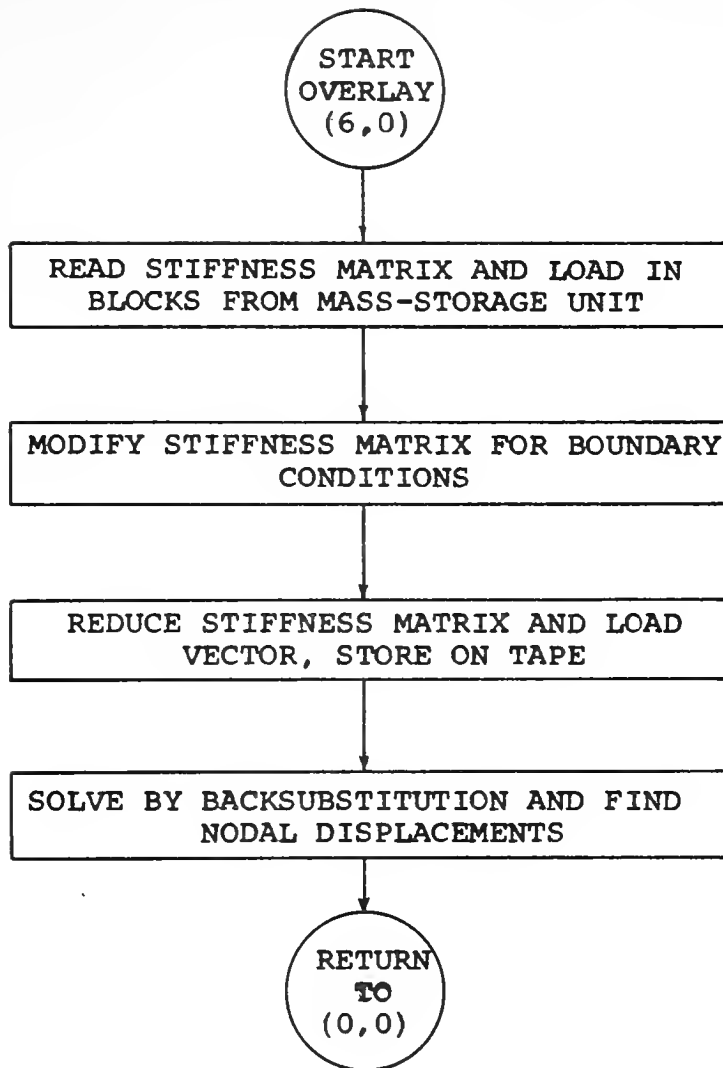 START
OVERLAY
(6,0)
READ STIFFNESS MATRIX AND LOAD IN
BLOCKS FROM MASS-STORAGE UNIT
MODIFY STIFFNESS MATRIX FOR BOUNDARY
CONDITIONS
REDUCE STIFFNESS MATRIX AND LOAD
VECTOR, STORE ON TAPE
SOLVE BY BACKSUBSTITUTION AND FIND
NODAL DISPLACEMENTS
RETURN
TO
(0,0)